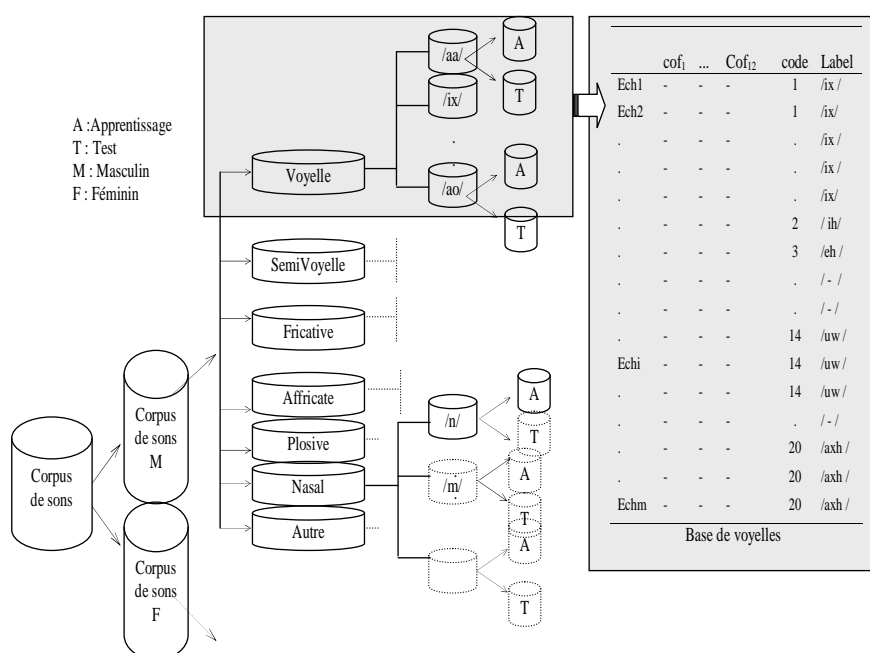 A :Apprentissage
T : Test
M : Masculin
F : Féminin
Corpus
de sons
Corpus
de sons
M
Corpus
de sons
F
Voyelle
SemiVoyelle
Fricative
Affricate
Plosive
Nasal
Autre
/aa/
/ix/
.
.
/ao/
A
T
A
T
/n/
/m/
.
A
T
A
T
A
T
cof1 ... Cof12 code Label
Ech1 - - - 1 /ix /
Ech2 - - - 1 /ix/
. - - - . /ix /
. - - - . /ix /
. - - - . /ix/
. - - - 2 / ih/
. - - - 3 /eh /
. - - - . / - /
. - - - . / - /
. - - - 14 /uw /
Echi - - - 14 /uw /
. - - - 14 /uw /
. - - - . / - /
. - - - 20 /axh /
. - - - 20 /axh /
Echm - - - 20 /axh /
Base de voyelles